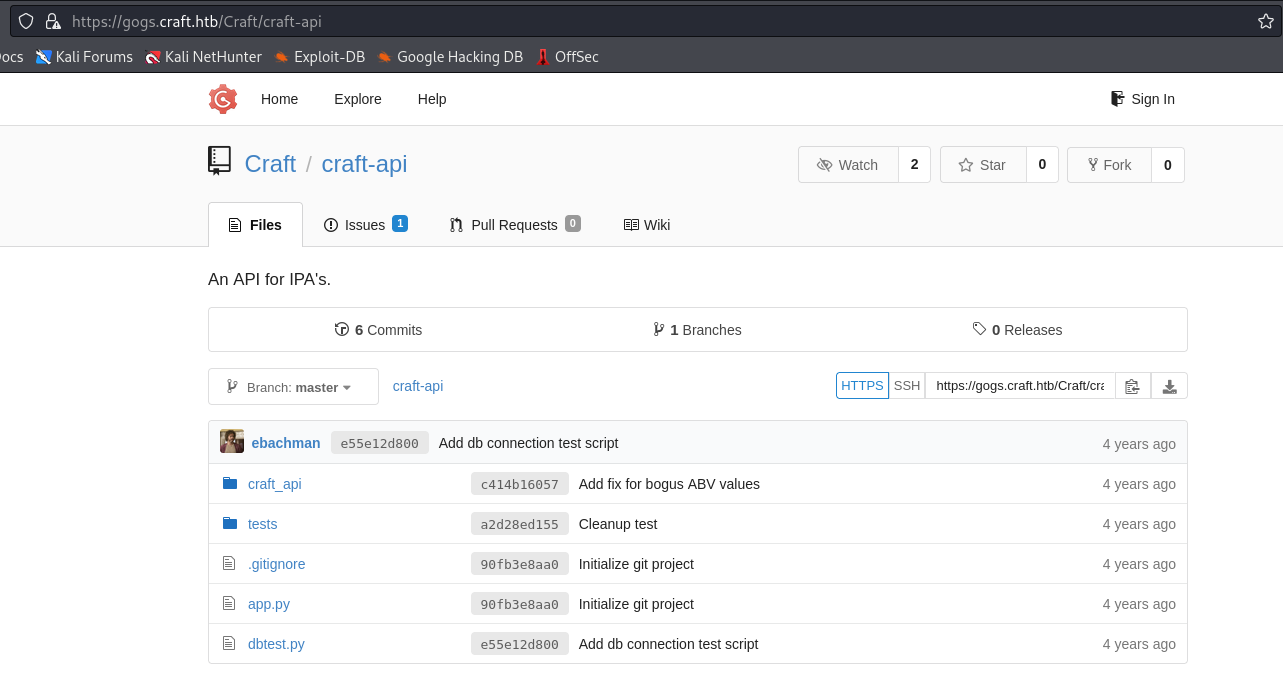 https://gogs.craft.htb/Craft/craft-api
ocs Kali Forums Kali NetHunter Exploit-DB Google Hacking DB OffSec
Home Explore Help Sign In
Craft / craft-api Watch 2 Star 0 Fork 0
Files Issues 1 Pull Requests 0 Wiki
An API for IPA's.
6 Commits 1 Branches 0 Releases
Branch: master craft-api HTTPS SSH https://gogs.craft.htb/Craft/cra
ebachman e55e12d800 Add db connection test script 4 years ago
craft_api c414b16057 Add fix for bogus ABV values 4 years ago
tests a2d28ed155 Cleanup test 4 years ago
.gitignore 90fb3e8aa0 Initialize git project 4 years ago
app.py 90fb3e8aa0 Initialize git project 4 years ago
dbtest.py e55e12d800 Add db connection test script 4 years ago